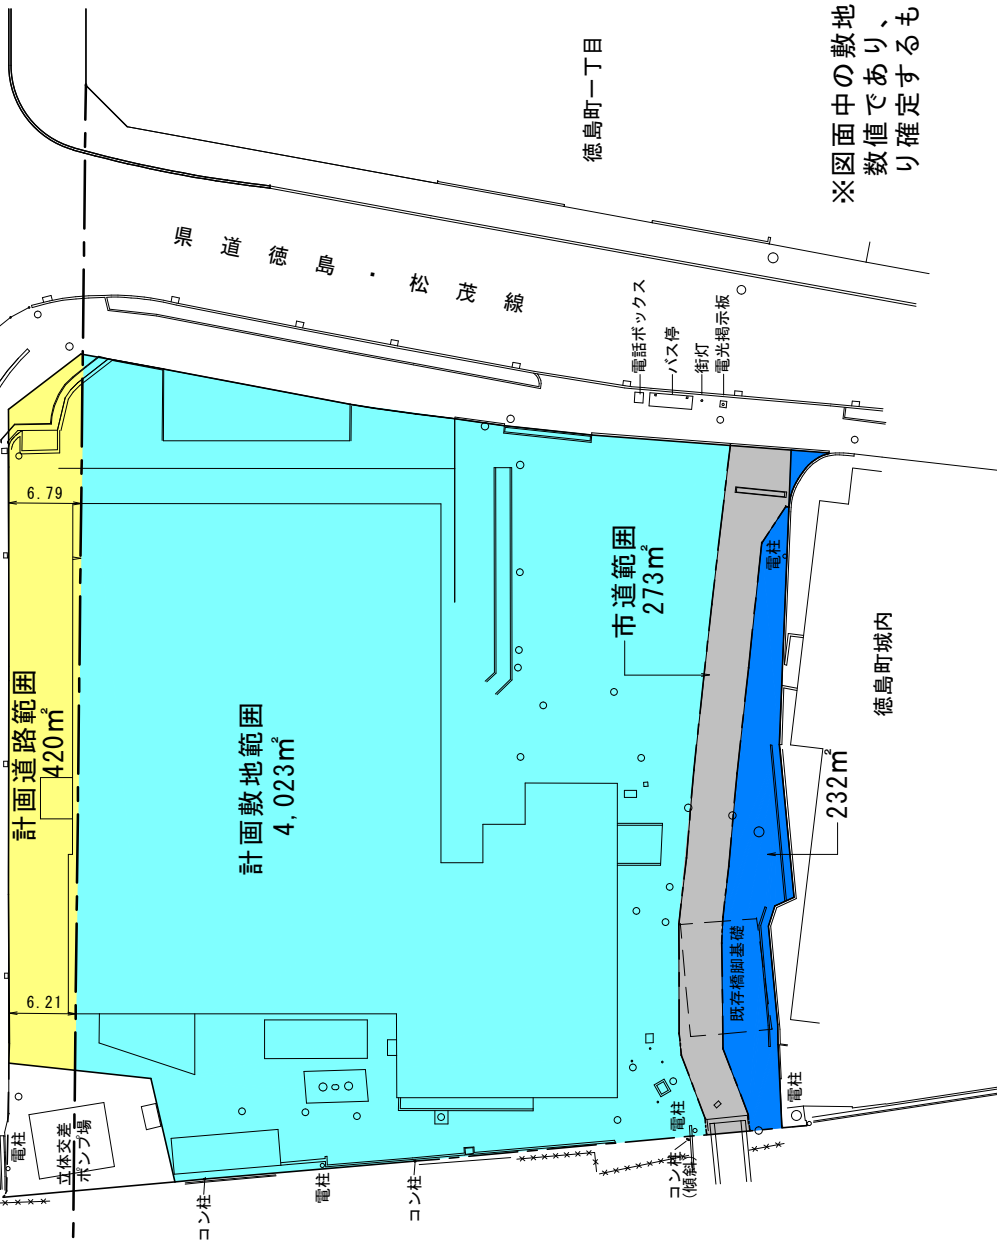 ※図面中の敷地
数値であり、
り確定するも
徳島町一丁目
県道徳島・松茂線
電話ボックス
バス停
街灯
電光掲示板
6.79
計画道路範囲
420㎡
計画敷地範囲
4,023㎡
市道範囲
273㎡
電柱
徳島町城内
232㎡
既存橋脚基礎
6.21
電柱
立体交差
ポンプ場
コン柱
電柱
コン柱
電柱
コン柱
(傾斜)
電柱